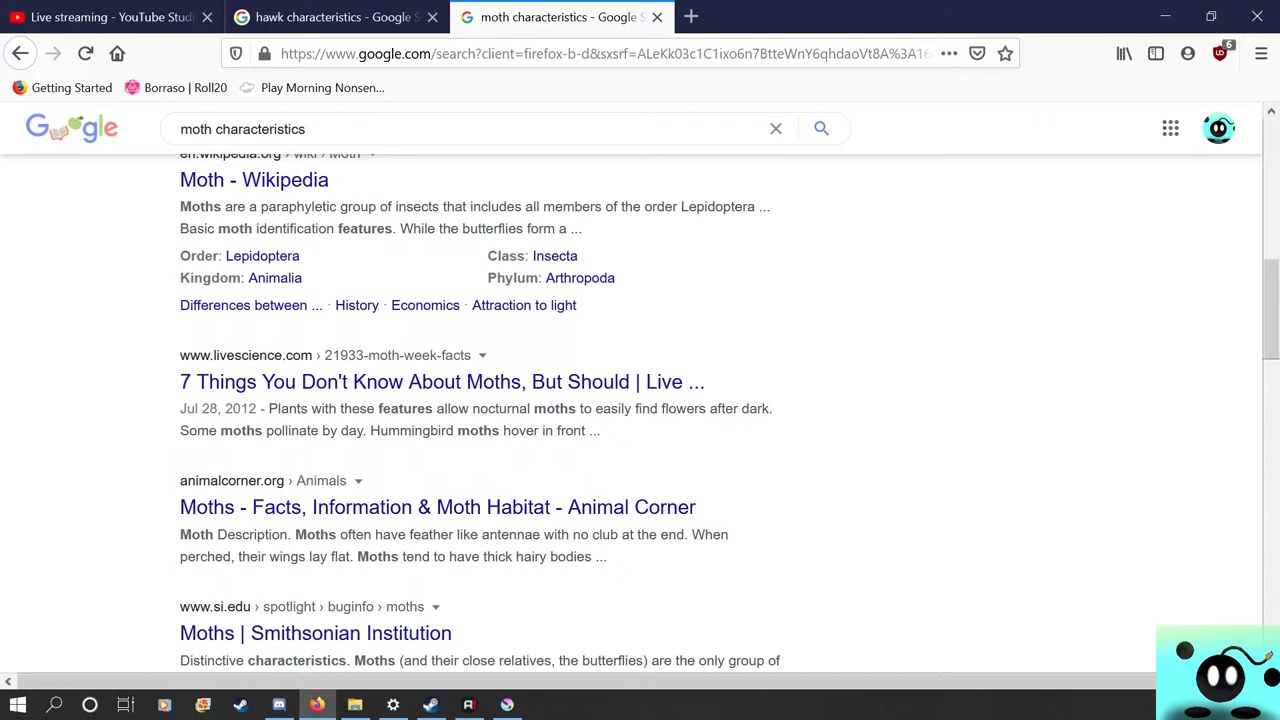 Live streaming - YouTube Studi
hawk characteristics - Google S
moth characteristics - Google S
https://www.google.com/search?client=firefox-b-d&sxsrf=ALeKk03c1C1ixo6n7BtteWnY6qhdaoVt8A%3A16
6
Getting Started
Borraso | Roll20
Play Morning Nonsen...
Google
moth characteristics
en.wikipedia.org › wiki › Moth
Moth - Wikipedia
Moths are a paraphyletic group of insects that includes all members of the order Lepidoptera ...
Basic moth identification features. While the butterflies form a ...
Order: Lepidoptera Class: Insecta
Kingdom: Animalia Phylum: Arthropoda
Differences between ... · History · Economics · Attraction to light
www.livescience.com › 21933-moth-week-facts
7 Things You Don't Know About Moths, But Should | Live ...
Jul 28, 2012 - Plants with these features allow nocturnal moths to easily find flowers after dark.
Some moths pollinate by day. Hummingbird moths hover in front ...
animalcorner.org › Animals
Moths - Facts, Information & Moth Habitat - Animal Corner
Moth Description. Moths often have feather like antennae with no club at the end. When
perched, their wings lay flat. Moths tend to have thick hairy bodies ...
www.si.edu › spotlight › buginfo › moths
Moths | Smithsonian Institution
Distinctive characteristics. Moths (and their close relatives, the butterflies) are the only group of